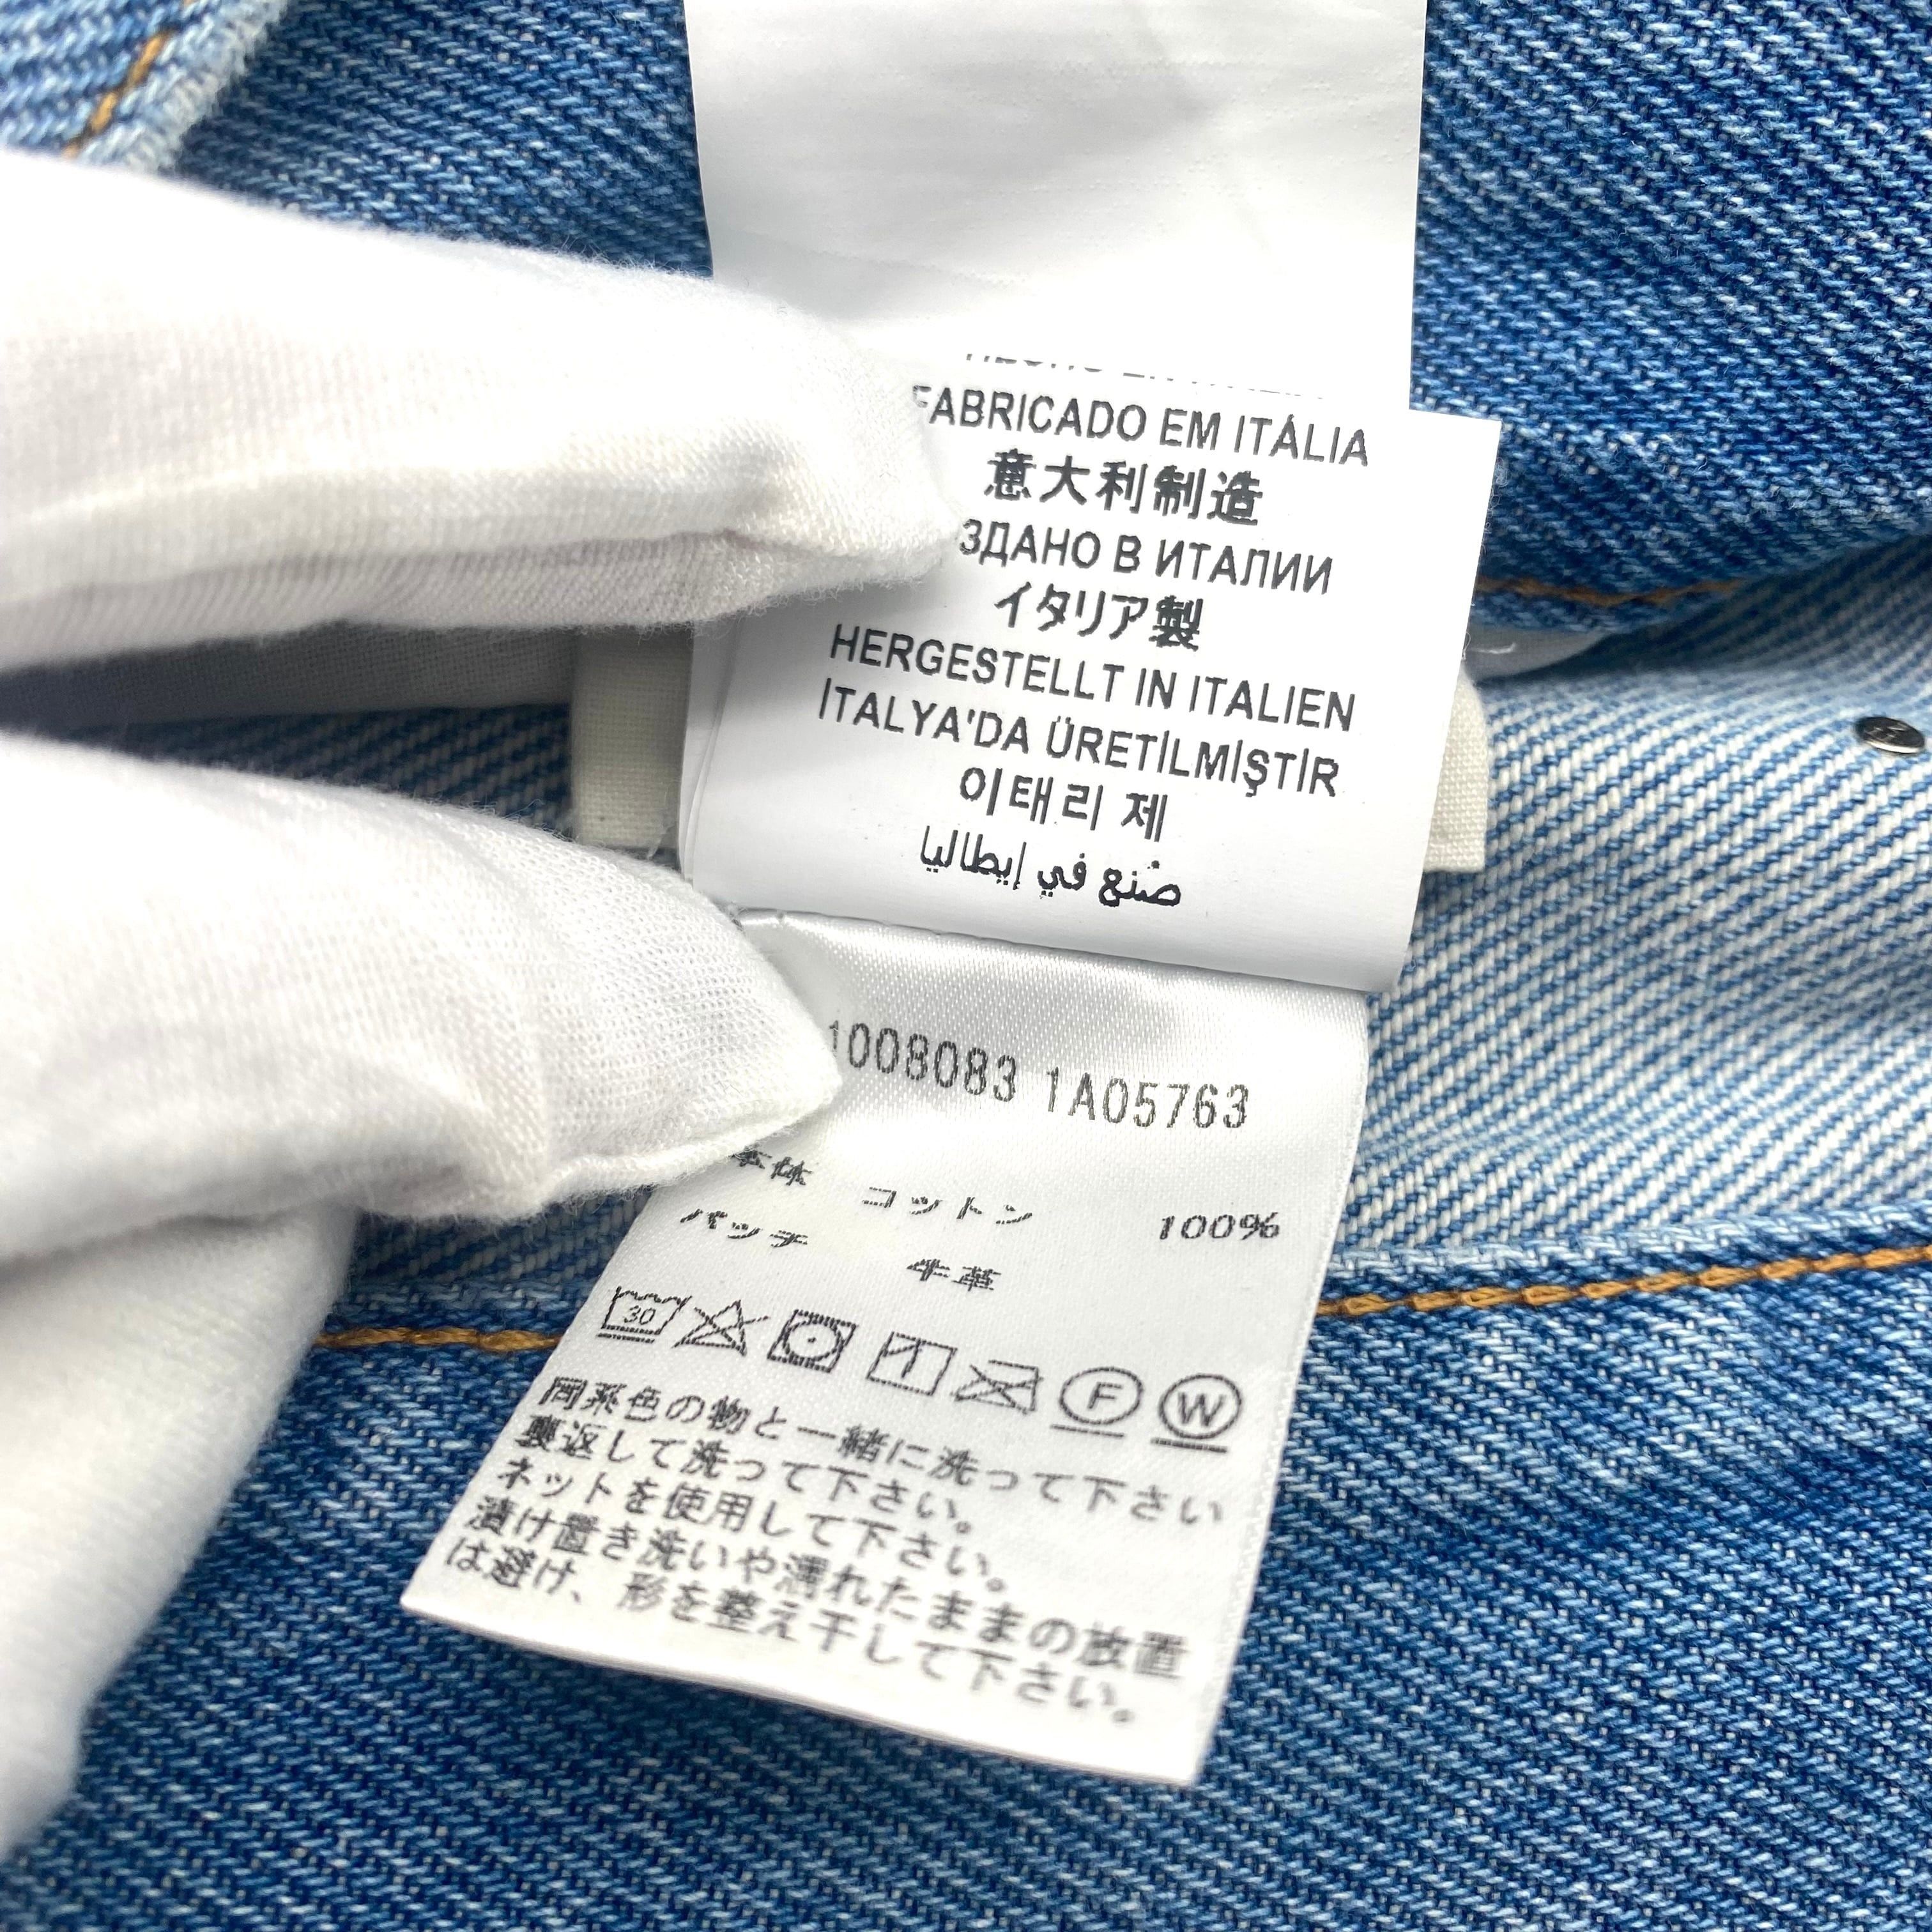 FABRICADO EM ITÁLIA
意大利制造
ЗДАНО В ИТАЛИИ
イタリア製
HERGESTELLT IN ITALIEN
İTALYA'DA ÜRETİLMİŞTİR
이태리 제
صُنع في إيطاليا
1008083 1A05763
本体 コットン 100%
パッチ 牛革
30 F W
同系色の物と一緒に洗って下さい
裏返して洗って下さい。
ネットを使用して下さい。
漬け置き洗いや濡れたままの放置
は避け、形を整え干して下さい。